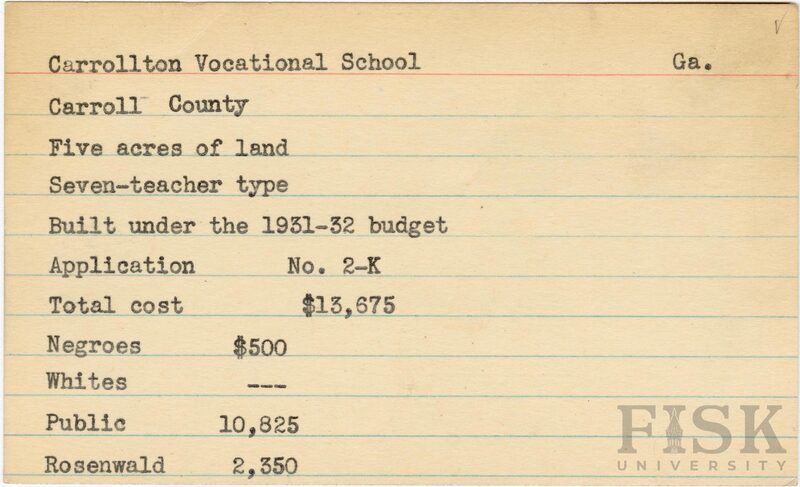 Carrollton Vocational School Ga.
Carroll County
Five acres of land
Seven-teacher type
Built under the 1931-32 budget
Application No. 2-K
Total cost $13,675
Negroes $500
Whites ---
Public 10,825
Rosenwald 2,350
FISK
UNIVERSITY